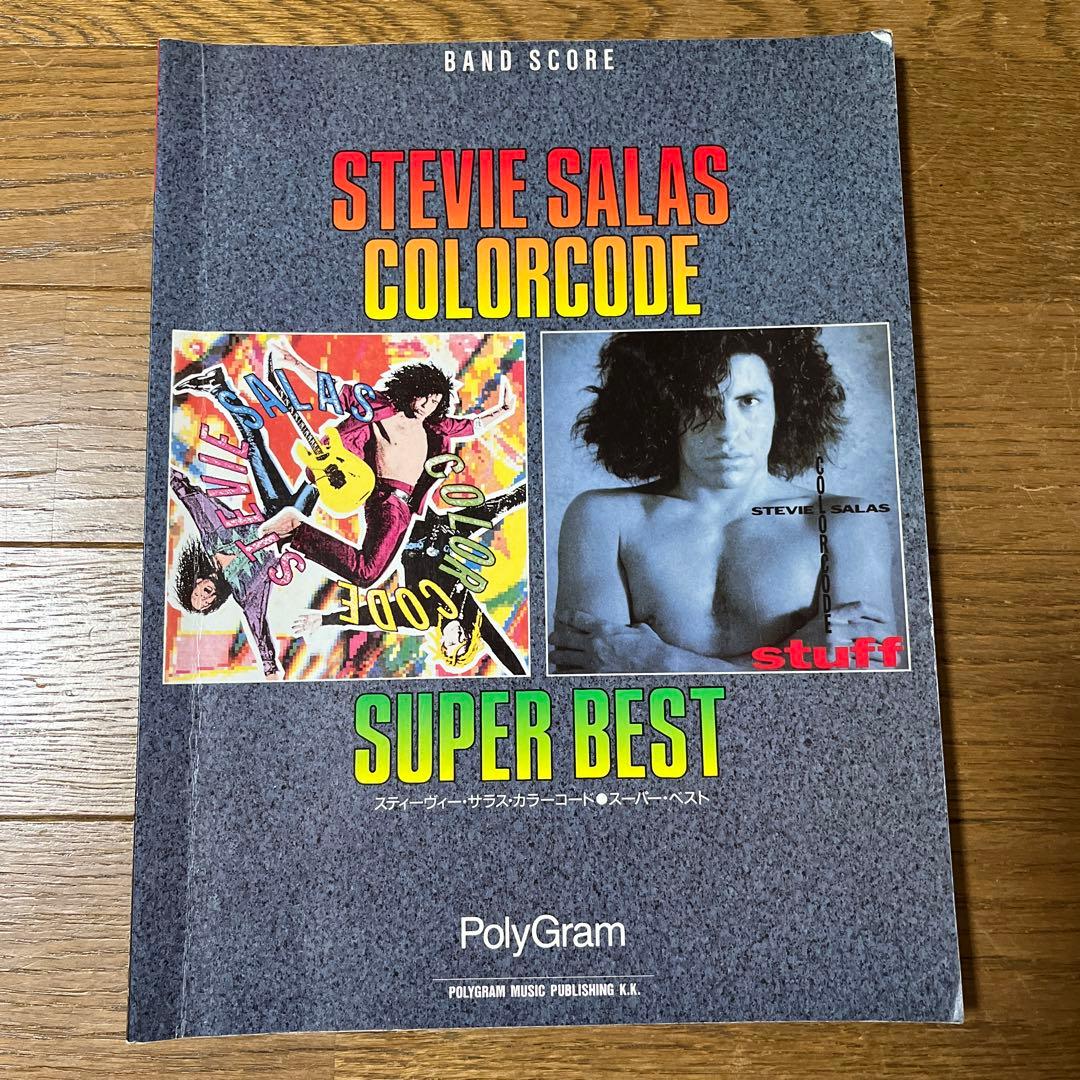 BAND SCORE
STEVIE SALAS
COLORCODE
STEVIE SALAS
COLOR
CODE
COLORCODE
STEVIE SALAS
stuff
SUPER BEST
スティーヴィー・サラス・カラーコード●スーパー・ベスト
PolyGram
POLYGRAM MUSIC PUBLISHING K.K.